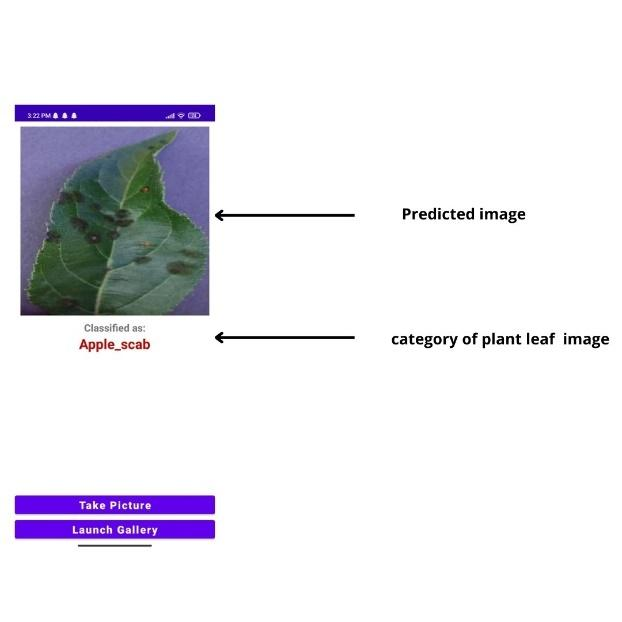 3:22 PM
Predicted image
Classified as:
Apple_scab
category of plant leaf image
Take Picture
Launch Gallery